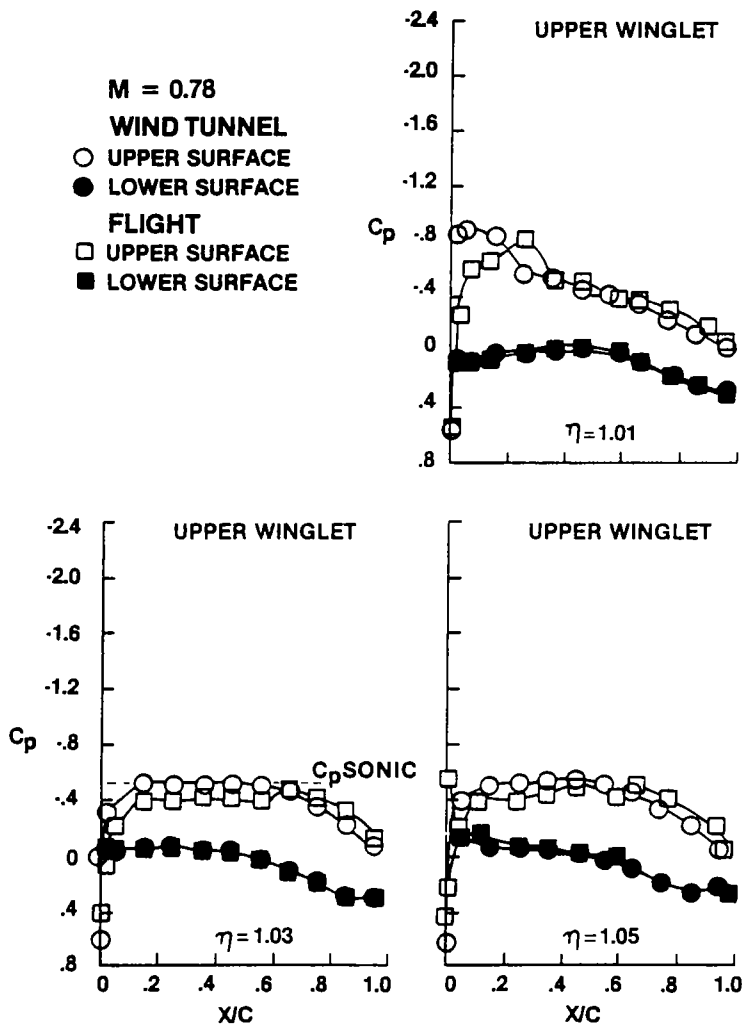 UPPER WINGLET
M = 0.78
WIND TUNNEL
UPPER SURFACE
LOWER SURFACE
FLIGHT
UPPER SURFACE
LOWER SURFACE
-2.4
-2.0
-1.6
-1.2
Cp
-.8
-.4
0
.4
.8
η=1.01
UPPER WINGLET
-2.4
-2.0
-1.6
-1.2
Cp
-.8
-.4
0
.4
.8
CpSONIC
η=1.03
0 .2 .4 .6 .8 1.0
X/C
UPPER WINGLET
η=1.05
0 .2 .4 .6 .8 1.0
X/C